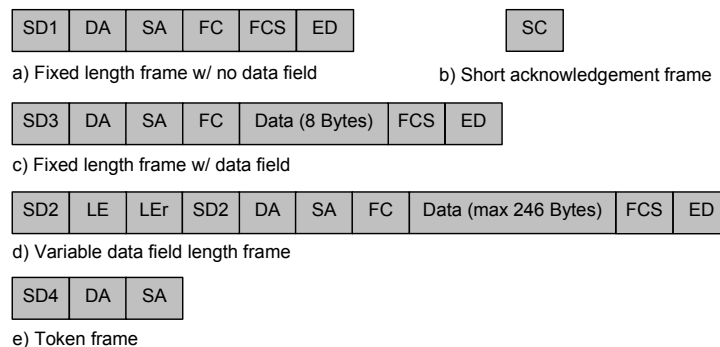 SD1 DA SA FC FCS ED SC
a) Fixed length frame w/ no data field b) Short acknowledgement frame
SD3 DA SA FC Data (8 Bytes) FCS ED
c) Fixed length frame w/ data field
SD2 LE LEr SD2 DA SA FC Data (max 246 Bytes) FCS ED
d) Variable data field length frame
SD4 DA SA
e) Token frame